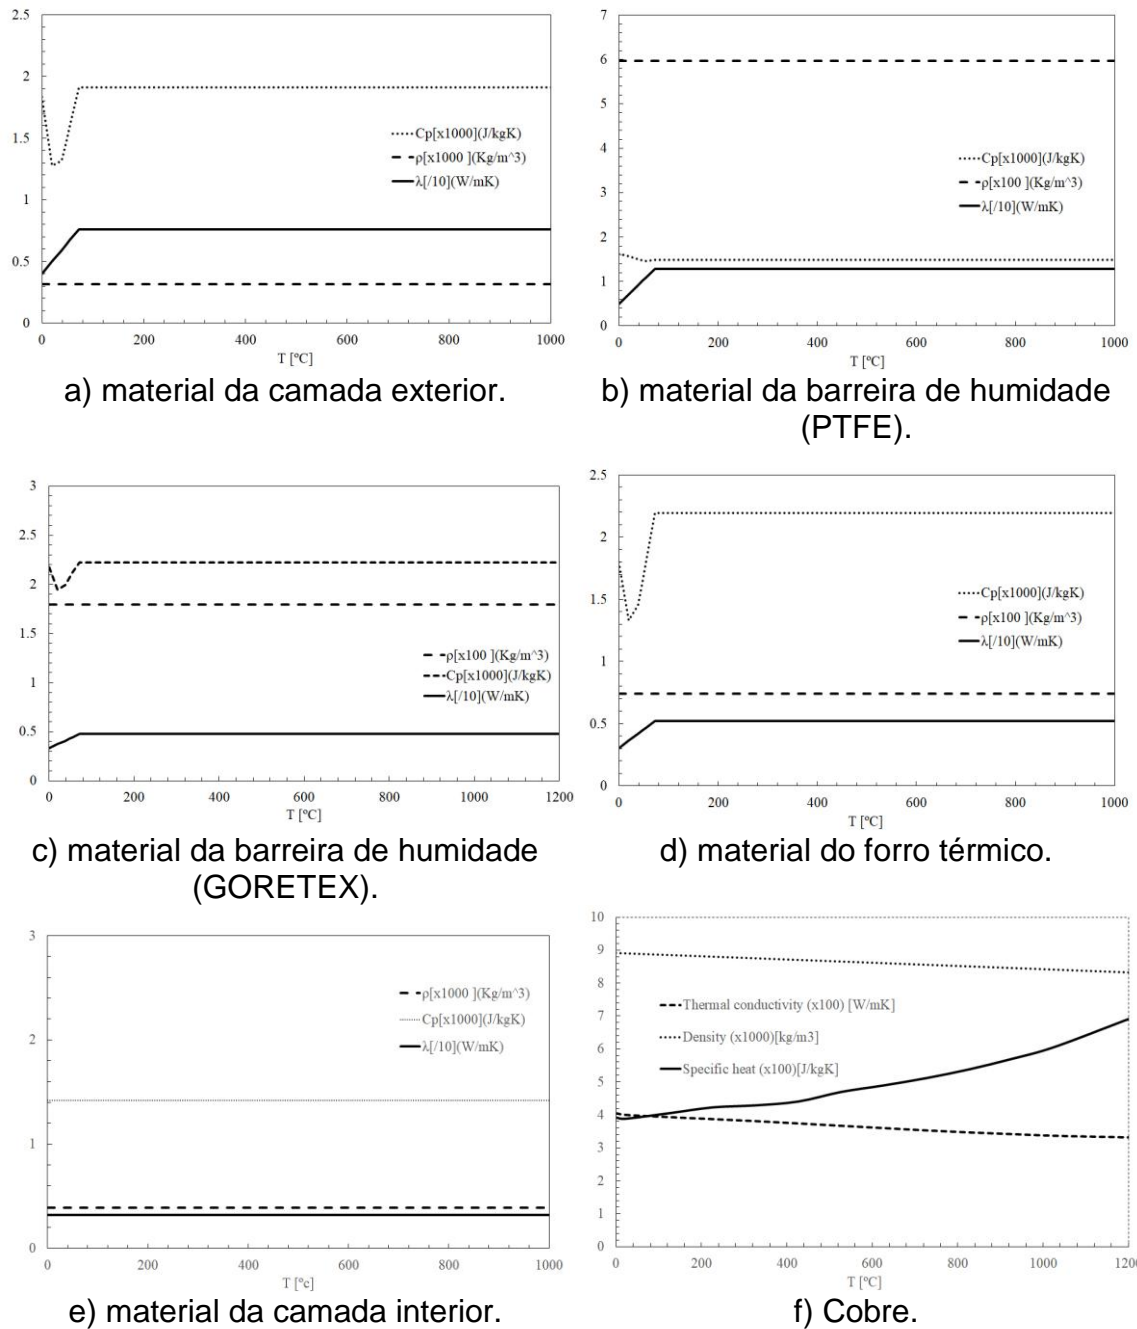 2.5
2
1.5
1
0.5
0
0 200 400 600 800 1000
T [ºC]
Cp[x1000](J/kgK)
ρ[x1000 ](Kg/m^3)
λ[/10](W/mK)
a) material da camada exterior.
7
6
5
4
3
2
1
0
0 200 400 600 800 1000
T [ºC]
Cp[x1000](J/kgK)
ρ[x100 ](Kg/m^3)
λ[/10](W/mK)
b) material da barreira de humidade
(PTFE).
3
2.5
2
1.5
1
0.5
0
0 200 400 600 800 1000 1200
T [ºC]
ρ[x100 ](Kg/m^3)
Cp[x1000](J/kgK)
λ[/10](W/mK)
c) material da barreira de humidade
(GORETEX).
2.5
2
1.5
1
0.5
0
0 200 400 600 800 1000
T [ºC]
Cp[x1000](J/kgK)
ρ[x100 ](Kg/m^3)
λ[/10](W/mK)
d) material do forro térmico.
3
2
1
0
0 200 400 600 800 1000
T [ºc]
ρ[x1000](Kg/m^3)
Cp[x1000](J/kgK)
λ[/10](W/mK)
e) material da camada interior.
10
9
8
7
6
5
4
3
2
1
0
0 200 400 600 800 1000 1200
T [ºC]
Thermal conductivity (x100) [W/mK]
Density (x1000)[kg/m3]
Specific heat (x100)[J/kgK]
f) Cobre.